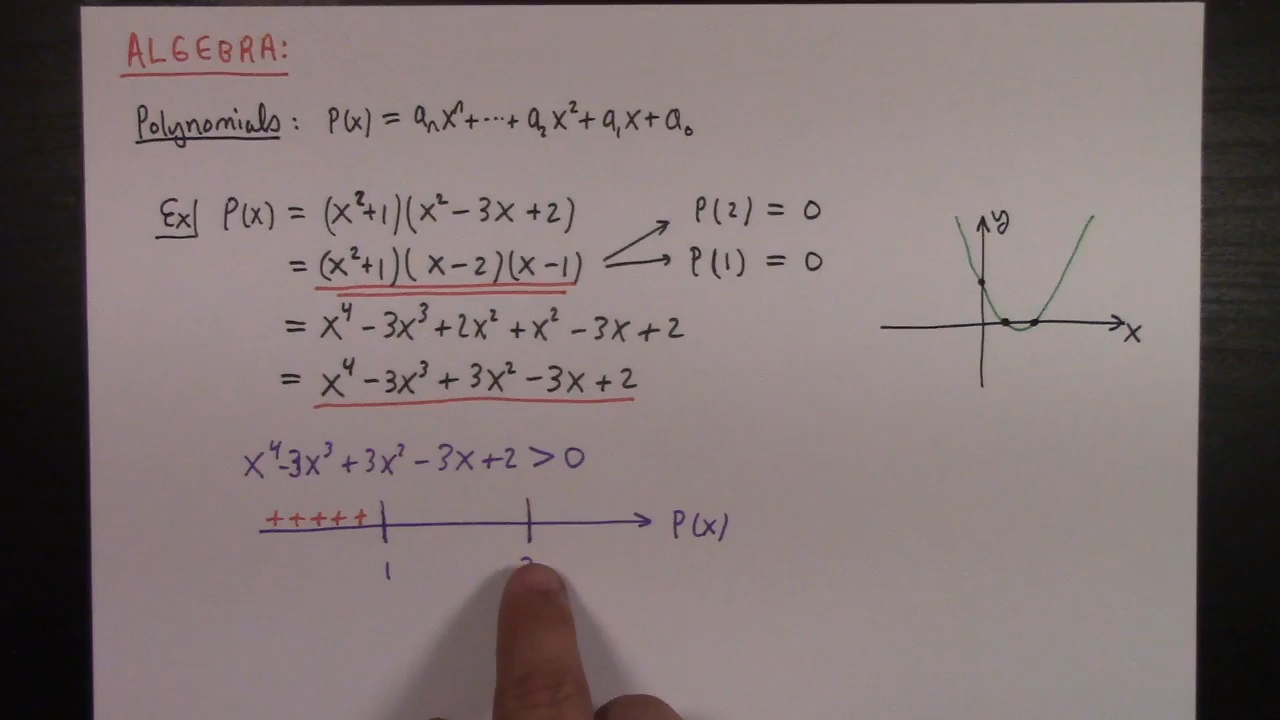 ALGEBRA:
Polynomials: P(x) = aₙxⁿ + ··· + a₂x² + a₁x + a₀
Ex| P(x) = (x²+1)(x² - 3x + 2)
P(2) = 0
= (x²+1)(x-2)(x-1)
P(1) = 0
= x⁴ - 3x³ + 2x² + x² - 3x + 2
= x⁴ - 3x³ + 3x² - 3x + 2
y
x
x⁴-3x³ + 3x² - 3x + 2 > 0
+ + + + +
P(x)
1